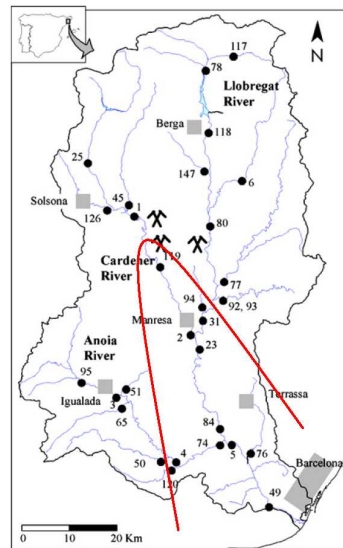 117
N
78
Llobregat
River
Berga
118
25
147
6
Solsona
45
1
126
80
119
Cardener
River
77
94
92, 93
Manresa
31
2
23
Anoia
River
95
51
Igualada
3
65
Terrassa
84
74
5
76
50
4
120
Barcelona
49
0 10 20 Km